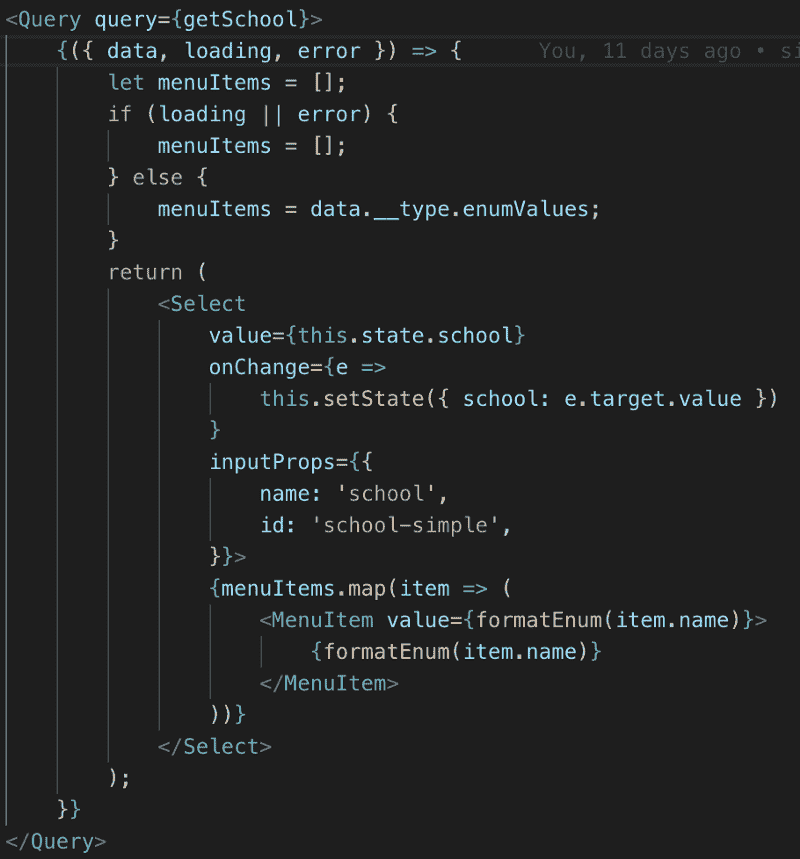 <Query query={getSchool}>
{({ data, loading, error }) => { You, 11 days ago •
let menuItems = [];
if (loading || error) {
menuItems = [];
} else {
menuItems = data.__type.enumValues;
}
return (
<Select
value={this.state.school}
onChange={e =>
this.setState({ school: e.target.value })
}
inputProps={{
name: 'school',
id: 'school-simple',
}}>
{menuItems.map(item => (
<MenuItem value={formatEnum(item.name)}>
{formatEnum(item.name)}
</MenuItem>
))}
</Select>
);
}}
</Query>